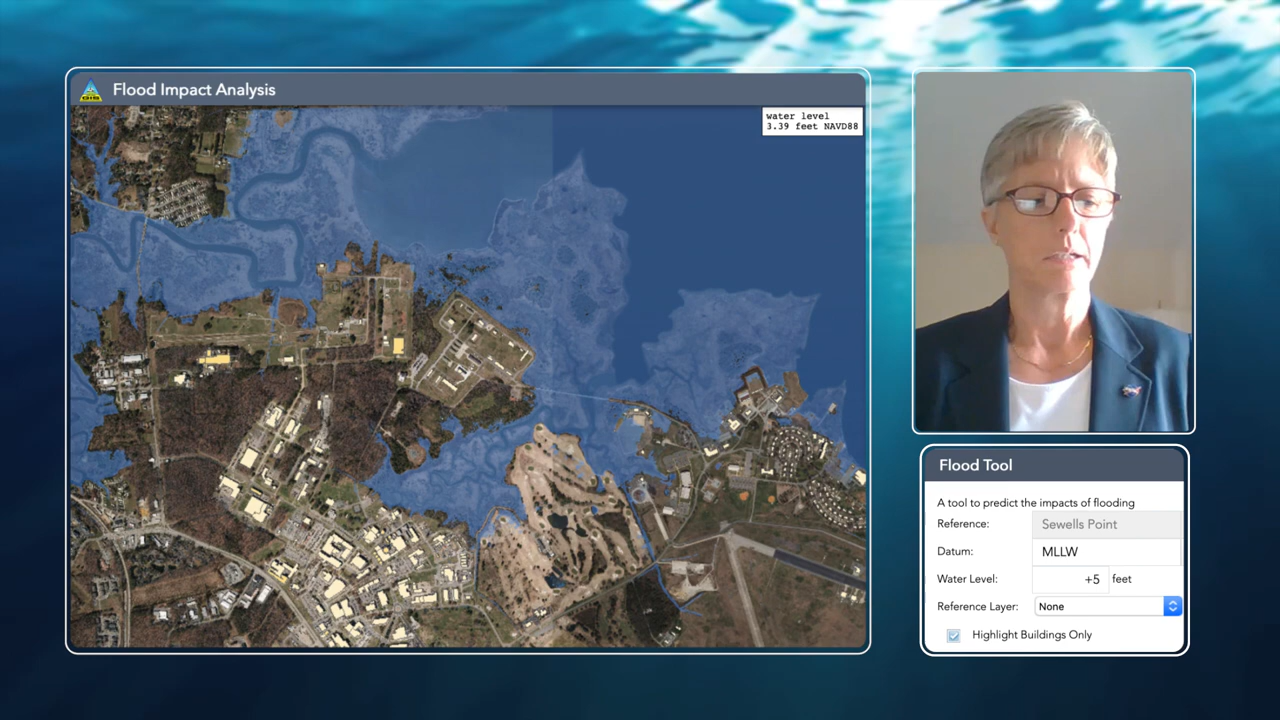 Flood Impact Analysis
GIS
water level
3.39 feet NAVD88
Flood Tool
A tool to predict the impacts of flooding
Reference: Sewells Point
Datum: MLLW
Water Level: +5 feet
Reference Layer: None
Highlight Buildings Only